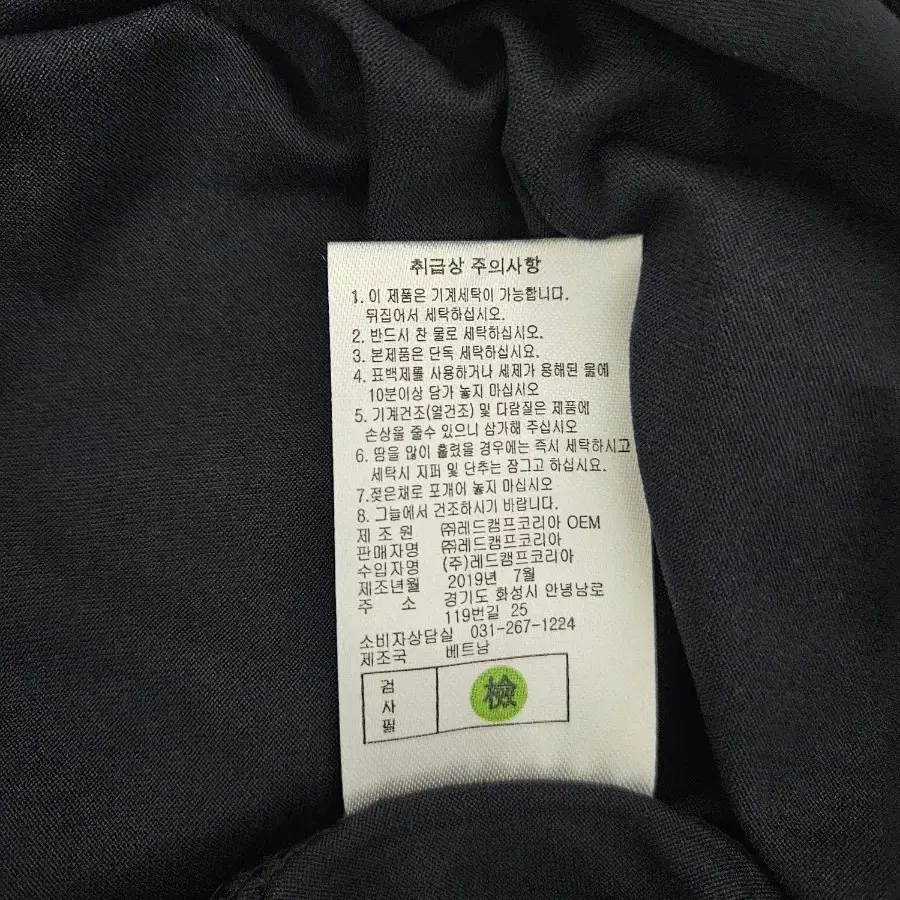 취급상 주의사항
1. 이 제품은 기계세탁이 가능합니다.
뒤집어서 세탁하십시오.
2. 반드시 찬 물로 세탁하십시오.
3. 본제품은 단독 세탁하십시요.
4. 표백제를 사용하거나 세제가 용해된 물에
10분이상 담가 놓지 마십시오
5. 기계건조(열건조) 및 다림질은 제품에
손상을 줄수 있으니 삼가해 주십시오
6. 땀을 많이 흘렸을 경우에는 즉시 세탁하시고
세탁시 지퍼 및 단추는 잠그고 하십시요.
7.젖은채로 포개어 놓지 마십시오
8. 그늘에서 건조하시기 바랍니다.
제 조 원 ㈜레드캠프코리아 OEM
판매자명 ㈜레드캠프코리아
수입자명 (주)레드캠프코리아
제조년월 2019년 7월
주 소 경기도 화성시 안녕남로
119번길 25
소비자상담실 031-267-1224
제조국 베트남
검
사
필
檢